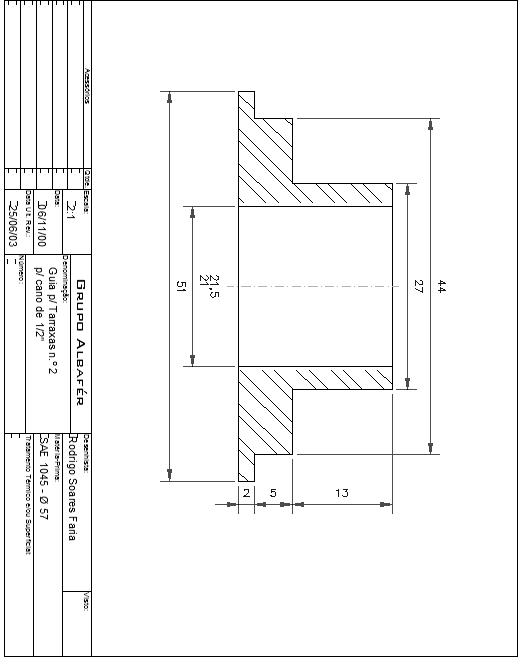 44
27
21,5
21
51
2
5
13
Acessórios
Qtde.
Escala:
2:1
Data:
06/11/00
Data Ult. Rev.:
25/06/03
GRUPO ALBAFÉR
Denominação:
Guia p/ Tarraxas n.º 2
p/ cano de 1/2"
Número:
Desenhista:
Rodrigo Soares Faria
Visto:
Matéria-Prima:
SAE 1045 - Ø 57
Tratamento Térmico e/ou Superficial: